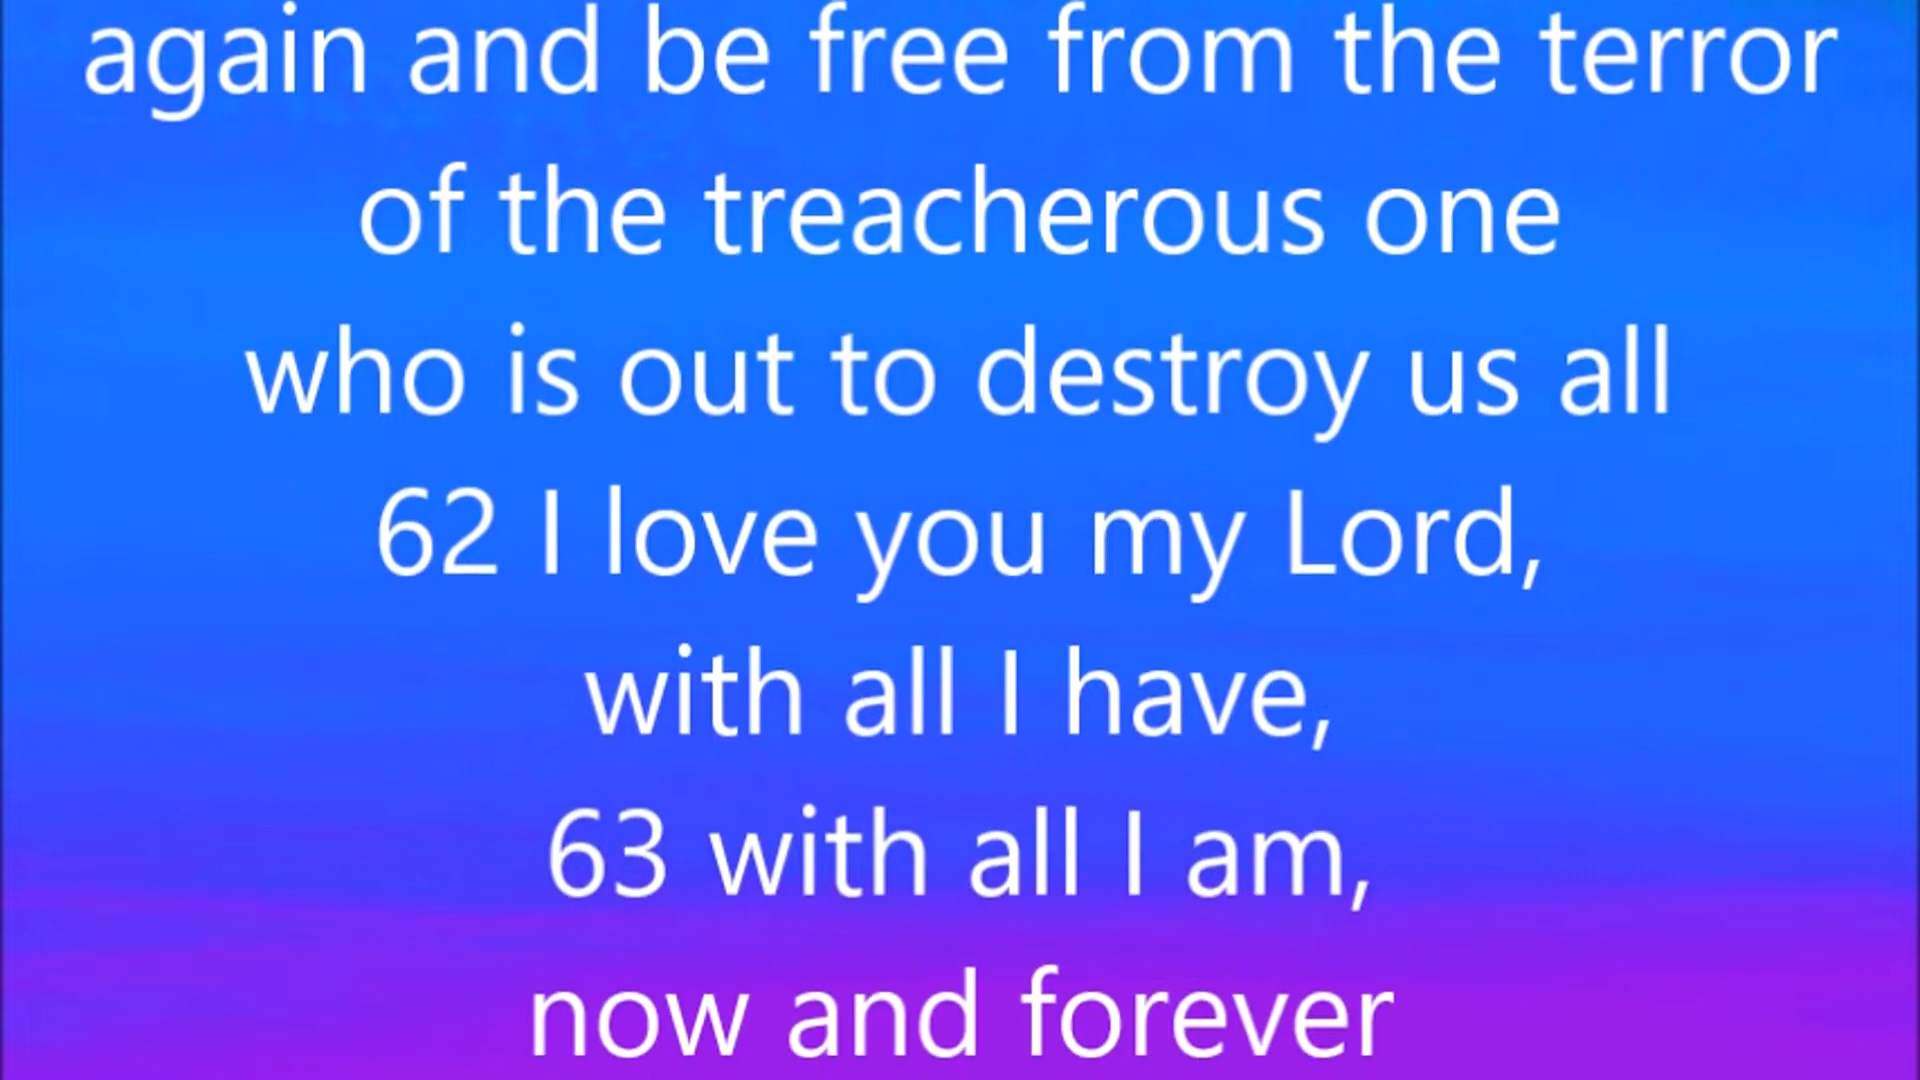 again and be free from the terror
of the treacherous one
who is out to destroy us all
62 I love you my Lord,
with all I have,
63 with all I am,
now and forever